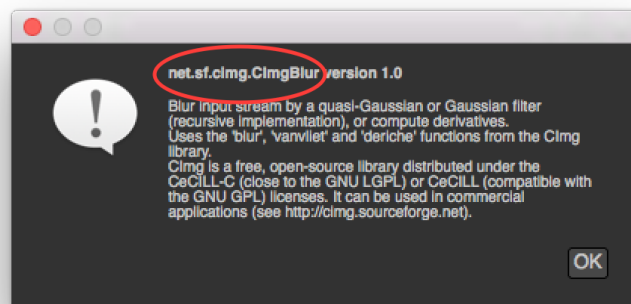 net.sf.cimg.CImgBlur version 1.0
Blur input stream by a quasi-Gaussian or Gaussian filter
(recursive implementation), or compute derivatives.
Uses the 'blur', 'vanvliet' and 'deriche' functions from the CImg
library.
CImg is a free, open-source library distributed under the
CeCILL-C (close to the GNU LGPL) or CeCILL (compatible with
the GNU GPL) licenses. It can be used in commercial
applications (see http://cimg.sourceforge.net).
OK